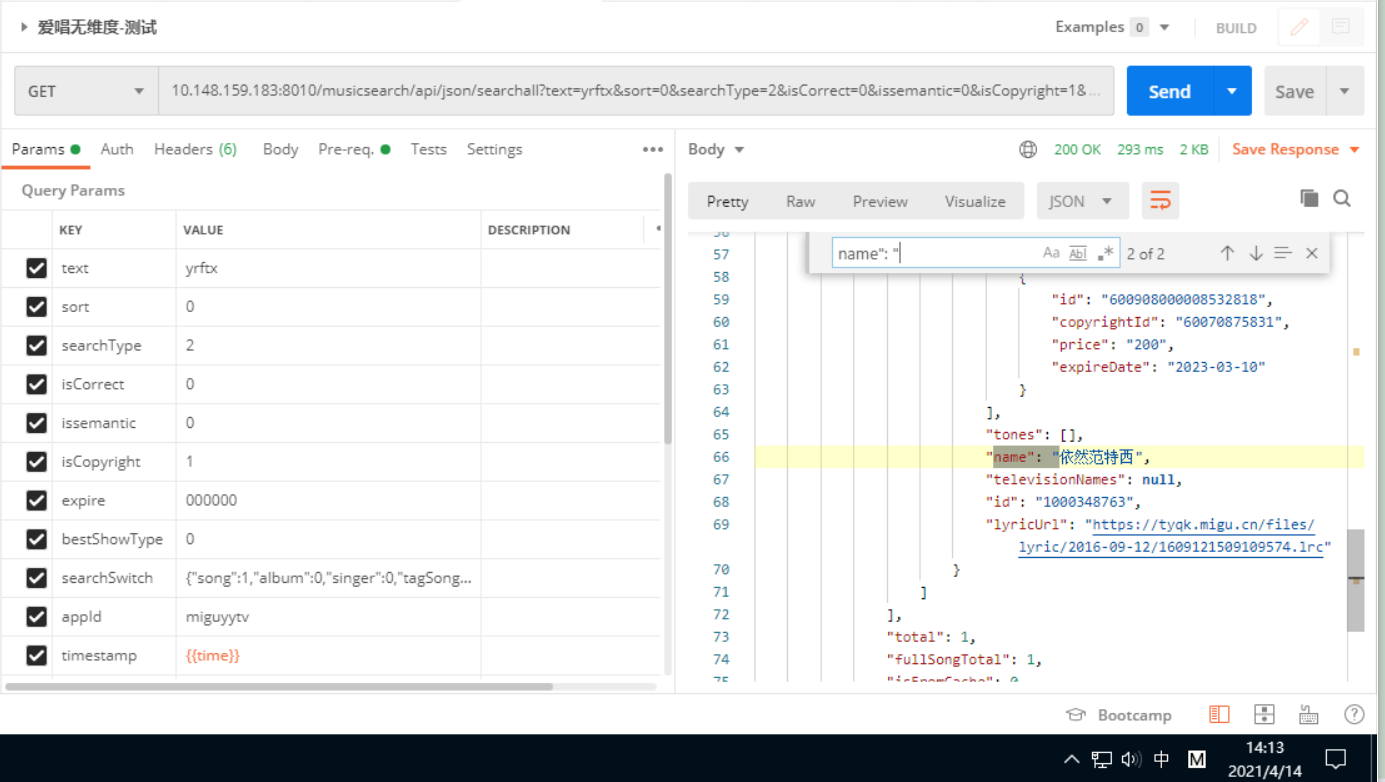 爱唱无维度-测试
Examples 0
BUILD
GET
10.148.159.183:8010/musicsearch/api/json/searchall?text=yrftx&sort=0&searchType=2&isCorrect=0&issemantic=0&isCopyright=1&...
Send
Save
Params Auth Headers (6) Body Pre-req. Tests Settings
Body
200 OK 293 ms 2 KB Save Response
Query Params
Pretty Raw Preview Visualize JSON
KEY VALUE DESCRIPTION
text yrftx
sort 0
searchType 2
isCorrect 0
issemantic 0
isCopyright 1
expire 000000
bestShowType 0
searchSwitch {"song":1,"album":0,"singer":0,"tagSong...
appId miguyytv
timestamp {{time}}
name": " Aa Abl .* 2 of 2
56
57
58 {
59 "id": "600908000008532818",
60 "copyrightId": "60070875831",
61 "price": "200",
62 "expireDate": "2023-03-10"
63 }
64 ],
65 "tones": [],
66 "name": "依然范特西",
67 "televisionNames": null,
68 "id": "1000348763",
69 "lyricUrl": "https://tyqk.migu.cn/files/
lyric/2016-09-12/1609121509109574.lrc"
70 }
71 ]
72 ],
73 "total": 1,
74 "fullSongTotal": 1,
75 "isFromCache": 0
Bootcamp
中 M
14:13
2021/4/14